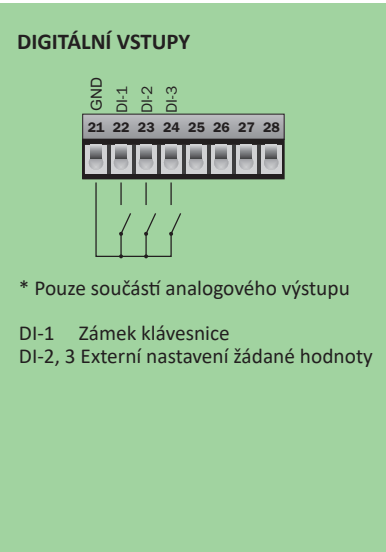 DIGITÁLNÍ VSTUPY
GND DI-1 DI-2 DI-3
21 22 23 24 25 26 27 28
* Pouze součástí analogového výstupu
DI-1 Zámek klávesnice
DI-2, 3 Externí nastavení žádané hodnoty